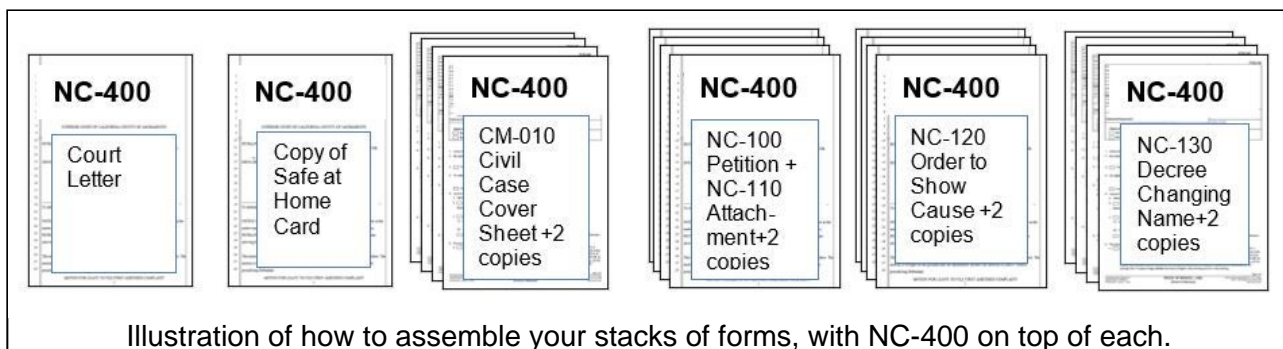 NC-400
Court
Letter
NC-400
Copy of
Safe at
Home
Card
NC-400
CM-010
Civil
Case
Cover
Sheet +2
copies
NC-400
NC-100
Petition +
NC-110
Attach-
ment+2
copies
NC-400
NC-120
Order to
Show
Cause +2
copies
NC-400
NC-130
Decree
Changing
Name+2
copies
Illustration of how to assemble your stacks of forms, with NC-400 on top of each.